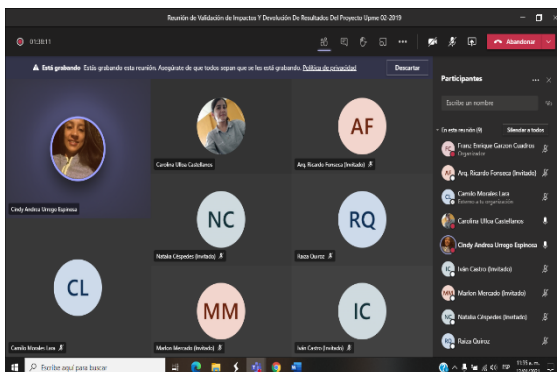 Reunión de Validación de Impactos Y Devolución De Resultados Del Proyecto Upme 02-2019
01:38:11
Abandonar
Está grabando Estás grabando esta reunión. Asegúrate de que todos sepan que se les está grabando. Política de privacidad
Descartar
Cindy Andrea Urrego Espinosa
Carolina Ulloa Castellanos
AF
Arq. Ricardo Fonseca (Invitado)
NC
Natalia Céspedes (Invitado)
RQ
Raiza Quiroz
CL
Camilo Morales Lara
MM
Marlon Mercado (Invitado)
IC
Iván Castro (Invitado)
Participantes
Escribe un nombre
En esta reunión (9)
Silenciar a todos
Franz Enrique Garzon Cuadros
Organizador
Arq. Ricardo Fonseca (Invitado)
Camilo Morales Lara
Externo a tu organización
Carolina Ulloa Castellanos
Cindy Andrea Urrego Espinosa
Iván Castro (Invitado)
Marlon Mercado (Invitado)
Natalia Céspedes (Invitado)
Raiza Quiroz
Escribe aquí para buscar
ESP